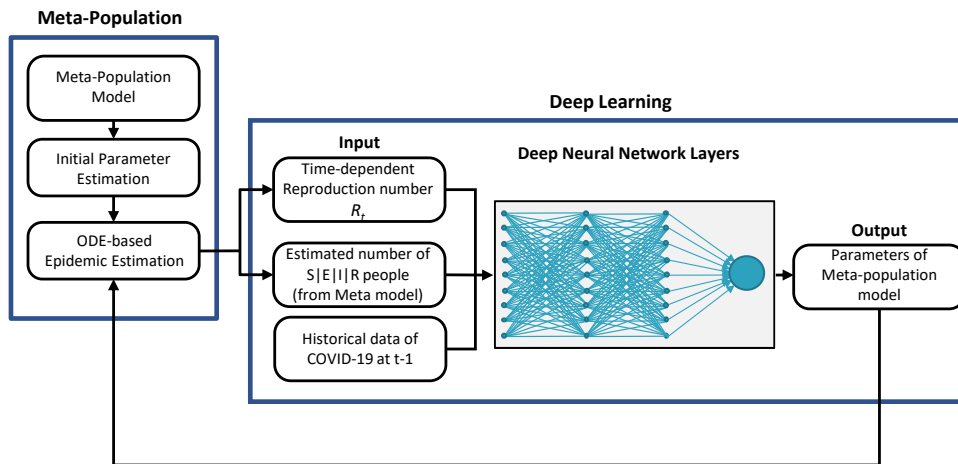 Meta-Population
Meta-Population
Model
Initial Parameter
Estimation
ODE-based
Epidemic Estimation
Deep Learning
Input
Time-dependent
Reproduction number
R_t
Estimated number of
S|E|I|R people
(from Meta model)
Historical data of
COVID-19 at t-1
Deep Neural Network Layers
Output
Parameters of
Meta-population
model